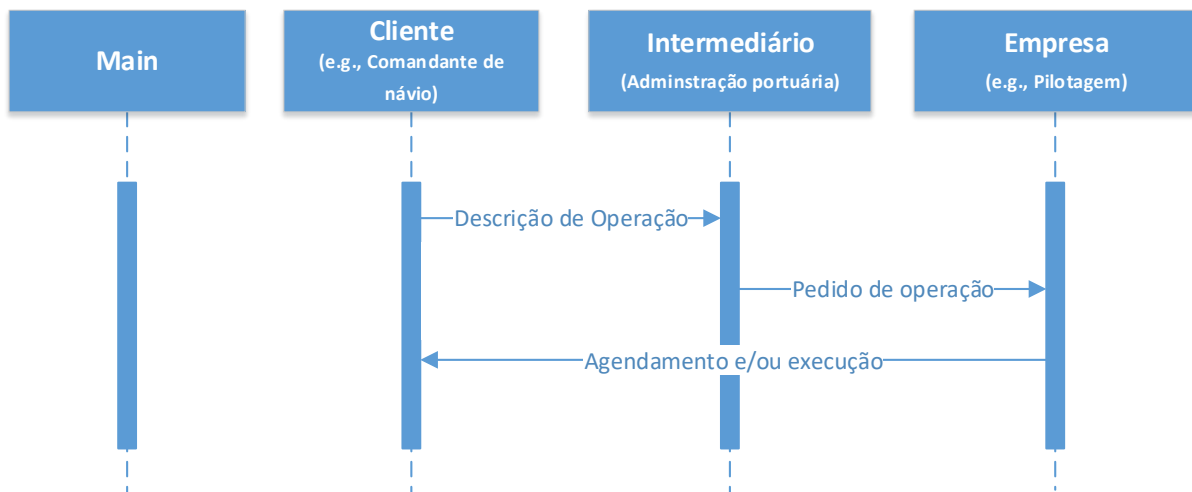 Main
Cliente
(e.g., Comandante de
návio)
Intermediário
(Adminstração portuária)
Empresa
(e.g., Pilotagem)
Descrição de Operação
Pedido de operação
Agendamento e/ou execução